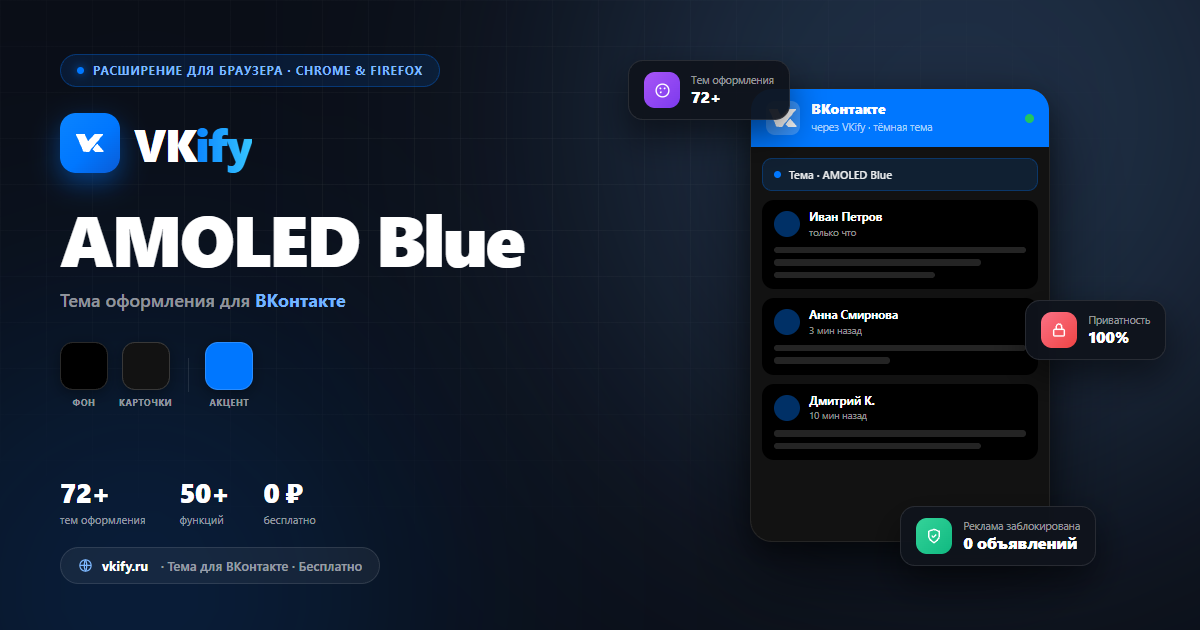 РАСШИРЕНИЕ ДЛЯ БРАУЗЕРА · CHROME & FIREFOX
VKify
AMOLED Blue
Тема оформления для ВКонтакте
ФОН
КАРТОЧКИ
АКЦЕНТ
72+
тем оформления
50+
функций
0 ₽
бесплатно
vkify.ru · Тема для ВКонтакте · Бесплатно
Тем оформления
72+
ВКонтакте
через VKify · тёмная тема
Тема · AMOLED Blue
Иван Петров
только что
Анна Смирнова
3 мин назад
Приватность
100%
Дмитрий К.
10 мин назад
Реклама заблокирована
0 объявлений